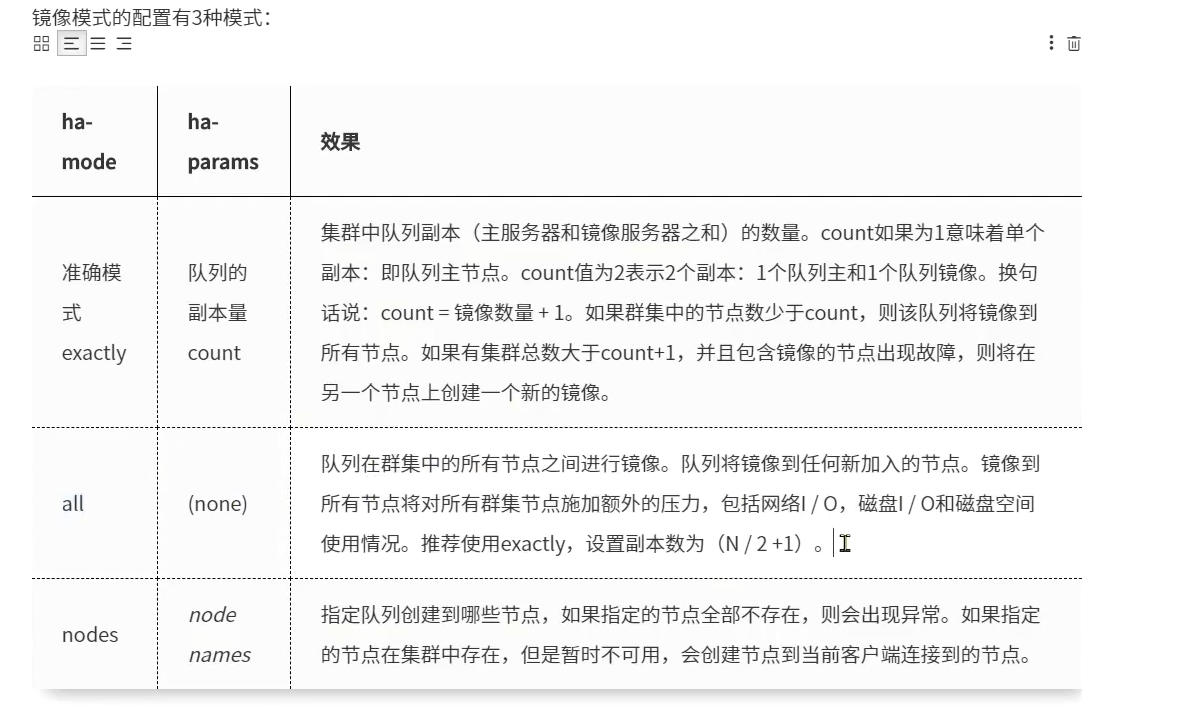 镜像模式的配置有3种模式：
ha-
mode
ha-
params
效果
准确模
式
exactly
队列的
副本量
count
集群中队列副本（主服务器和镜像服务器之和）的数量。count如果为1意味着单个
副本：即队列主节点。count值为2表示2个副本：1个队列主和1个队列镜像。换句
话说：count = 镜像数量 + 1。如果群集中的节点数少于count，则该队列将镜像到
所有节点。如果有集群总数大于count+1，并且包含镜像的节点出现故障，则将在
另一个节点上创建一个新的镜像。
all
(none)
队列在群集中的所有节点之间进行镜像。队列将镜像到任何新加入的节点。镜像到
所有节点将对所有群集节点施加额外的压力，包括网络I / O，磁盘I / O和磁盘空间
使用情况。推荐使用exactly，设置副本数为（N / 2 +1）。
nodes
node
names
指定队列创建到哪些节点，如果指定的节点全部不存在，则会出现异常。如果指定
的节点在集群中存在，但是暂时不可用，会创建节点到当前客户端连接到的节点。